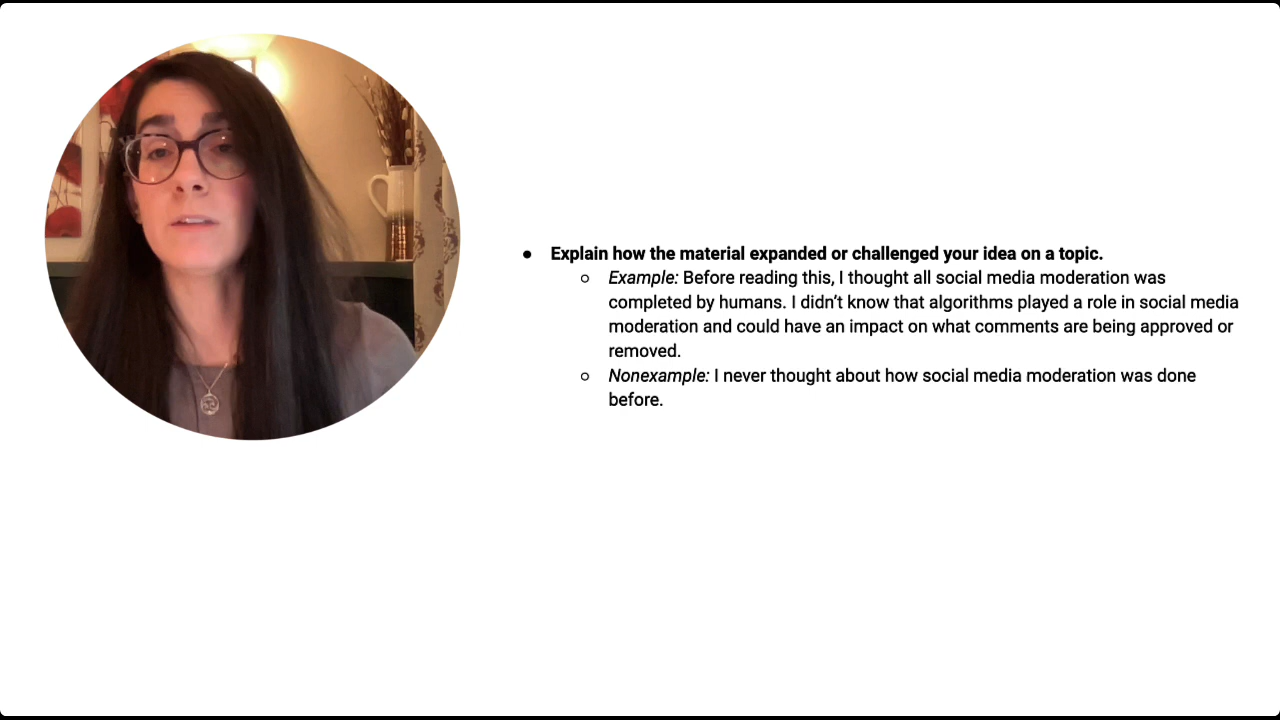 ● Explain how the material expanded or challenged your idea on a topic.
○ Example: Before reading this, I thought all social media moderation was
completed by humans. I didn’t know that algorithms played a role in social media
moderation and could have an impact on what comments are being approved or
removed.
○ Nonexample: I never thought about how social media moderation was done
before.